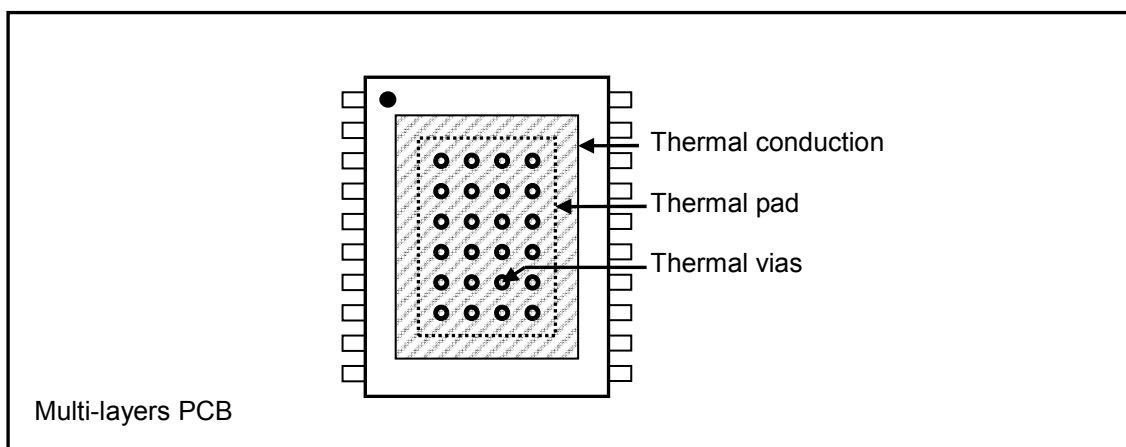 Thermal conduction
Thermal pad
Thermal vias
Multi-layers PCB